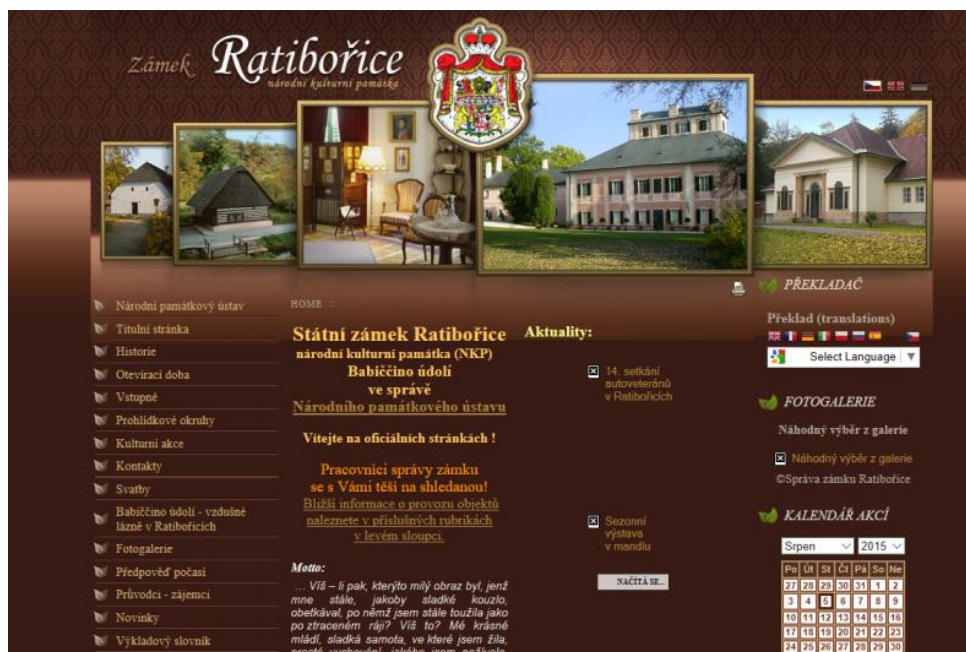 Zámek Ratibořice
národní kulturní památka
Národní památkový ústav
Titulní stránka
Historie
Otevírací doba
Vstupné
Prohlídkové okruhy
Kulturní akce
Kontakty
Svatby
Babiččino údolí - vzdušné
lázně v Ratibořicích
Fotogalerie
Předpověď počasí
Průvodci - zájemci
Novinky
Výkladový slovník
HOME ::
Státní zámek Ratibořice
národní kulturní památka (NKP)
Babiččino údolí
ve správě
Národního památkového ústavu
Vítejte na oficiálních stránkách !
Pracovníci správy zámku
se s Vámi těší na shledanou!
Bližší informace o provozu objektů
naleznete v příslušných rubrikách
v levém sloupci.
Motto:
… Víš – li pak, kterýto milý obraz byl, jenž
mne stále, jakoby sladké kouzlo,
obetkával, po němž jsem stále toužila jako
po ztraceném ráji? Víš to? Mé krásné
mládí, sladká samota, ve které jsem žila,
Aktuality:
14. setkání
autoveteránů
v Ratibořicích
Sezonní
výstava
v mandlu
NAČÍTÁ SE...
PŘEKLADAČ
Překlad (translations)
Select Language ▼
FOTOGALERIE
Náhodný výběr z galerie
Náhodný výběr z galerie
©Správa zámku Ratibořice
KALENDÁŘ AKCÍ
Srpen 2015
Po Út St Čt Pá So Ne
27 28 29 30 31 1 2
3 4 5 6 7 8 9
10 11 12 13 14 15 16
17 18 19 20 21 22 23
24 25 26 27 28 29 30